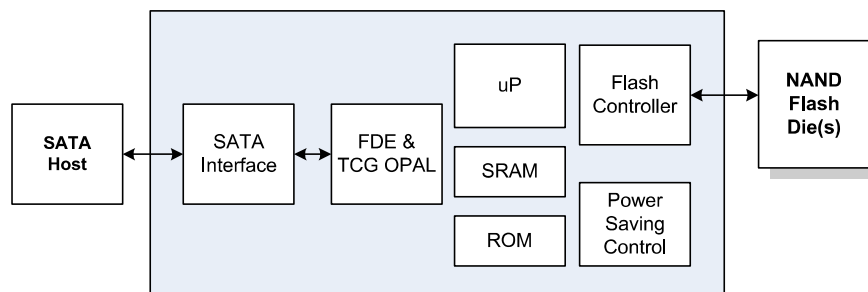 SATA
Host
SATA
Interface
FDE &
TCG OPAL
uP
SRAM
ROM
Flash
Controller
Power
Saving
Control
NAND
Flash
Die(s)